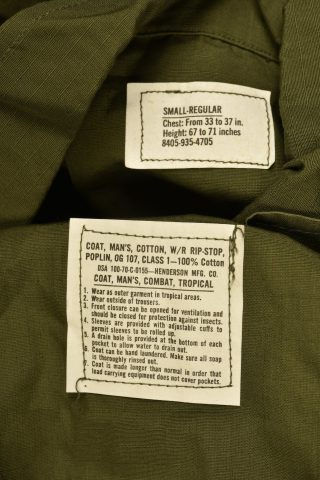 SMALL-REGULAR
Chest: From 33 to 37 in.
Height: 67 to 71 inches
8405-935-4705
COAT, MAN'S, COTTON, W/R RIP-STOP,
POPLIN, OG 107, CLASS 1—100% Cotton
DSA 100-70-C-0155—HENDERSON MFG. CO.
COAT, MAN'S, COMBAT, TROPICAL
1. Wear as outer garment in tropical areas.
2. Wear outside of trousers.
3. Front closure can be opened for ventilation and
should be closed for protection against insects.
4. Sleeves are provided with adjustable cuffs to
permit sleeves to be rolled up.
5. A drain hole is provided at the bottom of each
pocket to allow water to drain out.
6. Coat can be hand laundered. Make sure all soap
is thoroughly rinsed out.
7. Coat is made longer than normal in order that
load carrying equipment does not cover pockets.